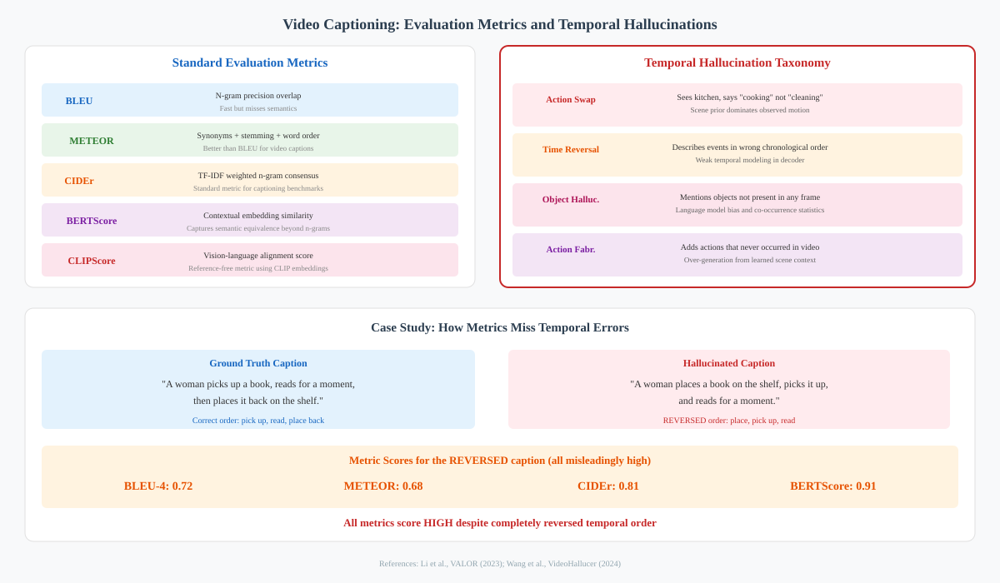 Video Captioning: Evaluation Metrics and Temporal Hallucinations
Standard Evaluation Metrics
BLEU
N-gram precision overlap
Fast but misses semantics
METEOR
Synonyms + stemming + word order
Better than BLEU for video captions
CIDEr
TF-IDF weighted n-gram consensus
Standard metric for captioning benchmarks
BERTScore
Contextual embedding similarity
Captures semantic equivalence beyond n-grams
CLIPScore
Vision-language alignment score
Reference-free metric using CLIP embeddings
Temporal Hallucination Taxonomy
Action Swap
Sees kitchen, says "cooking" not "cleaning"
Scene prior dominates observed motion
Time Reversal
Describes events in wrong chronological order
Weak temporal modeling in decoder
Object Halluc.
Mentions objects not present in any frame
Language model bias and co-occurrence statistics
Action Fabr.
Adds actions that never occurred in video
Over-generation from learned scene context
Case Study: How Metrics Miss Temporal Errors
Ground Truth Caption
"A woman picks up a book, reads for a moment,
then places it back on the shelf."
Correct order: pick up, read, place back
Hallucinated Caption
"A woman places a book on the shelf, picks it up,
and reads for a moment."
REVERSED order: place, pick up, read
Metric Scores for the REVERSED caption (all misleadingly high)
BLEU-4: 0.72
METEOR: 0.68
CIDEr: 0.81
BERTScore: 0.91
All metrics score HIGH despite completely reversed temporal order
References: Li et al., VALOR (2023); Wang et al., VideoHallucer (2024)